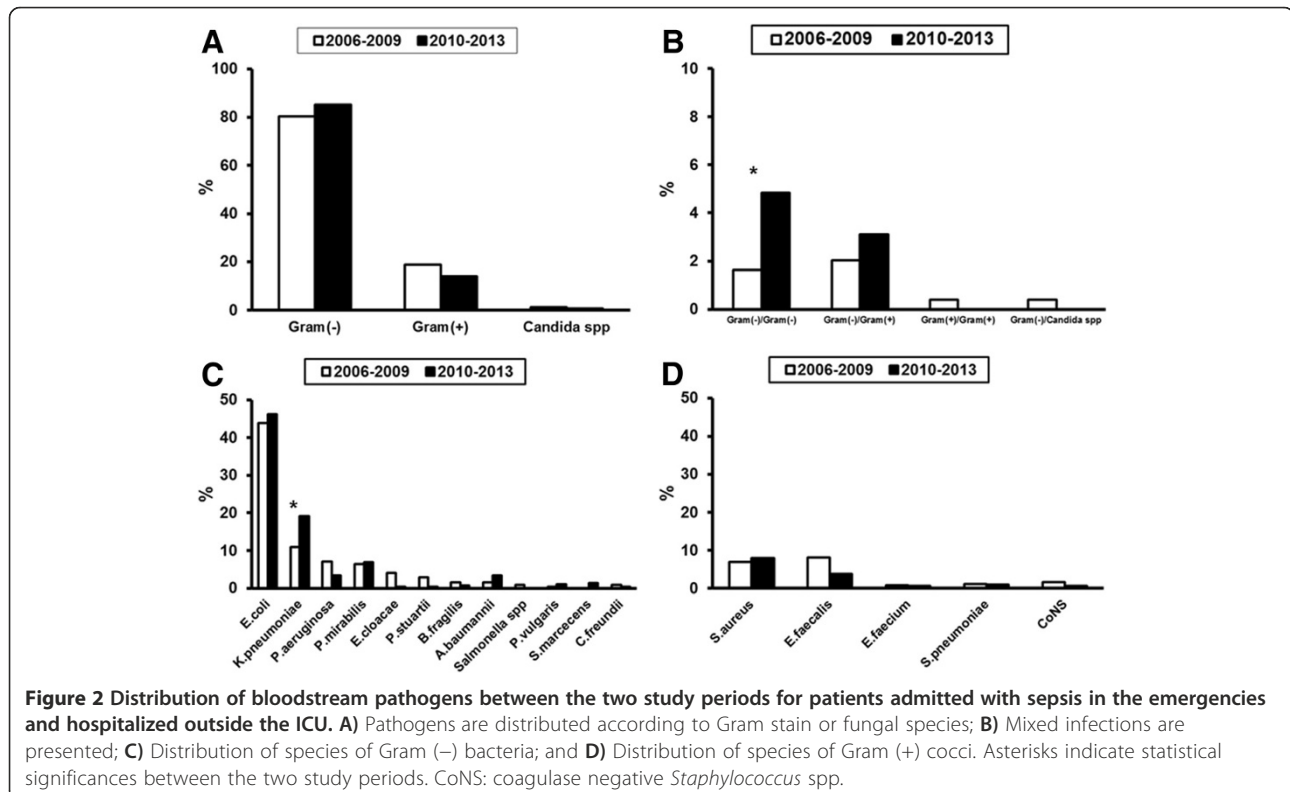 A
2006-2009 2010-2013
100
80
60
40
20
0
%
Gram(-) Gram(+) Candida spp
B
2006-2009 2010-2013
10
8
6
4
2
0
%
*
Gram(-)/Gram(-) Gram(-)/Gram(+) Gram(+)/Gram(+) Gram(-)/Candida spp
C
2006-2009 2010-2013
50
40
30
20
10
0
%
*
E.coli
K.pneumoniae
P.aeruginosa
P.mirabilis
E.cloacae
P.stuartii
B.fragilis
A.baumannii
Salmonella spp
P.vulgaris
S.marcecens
C.freundii
D
2006-2009 2010-2013
50
40
30
20
10
0
%
S.aureus
E.faecalis
E.faecium
S.pneumoniae
CoNS
Figure 2 Distribution of bloodstream pathogens between the two study periods for patients admitted with sepsis in the emergencies
and hospitalized outside the ICU. A) Pathogens are distributed according to Gram stain or fungal species; B) Mixed infections are
presented; C) Distribution of species of Gram (−) bacteria; and D) Distribution of species of Gram (+) cocci. Asterisks indicate statistical
significances between the two study periods. CoNS: coagulase negative Staphylococcus spp.